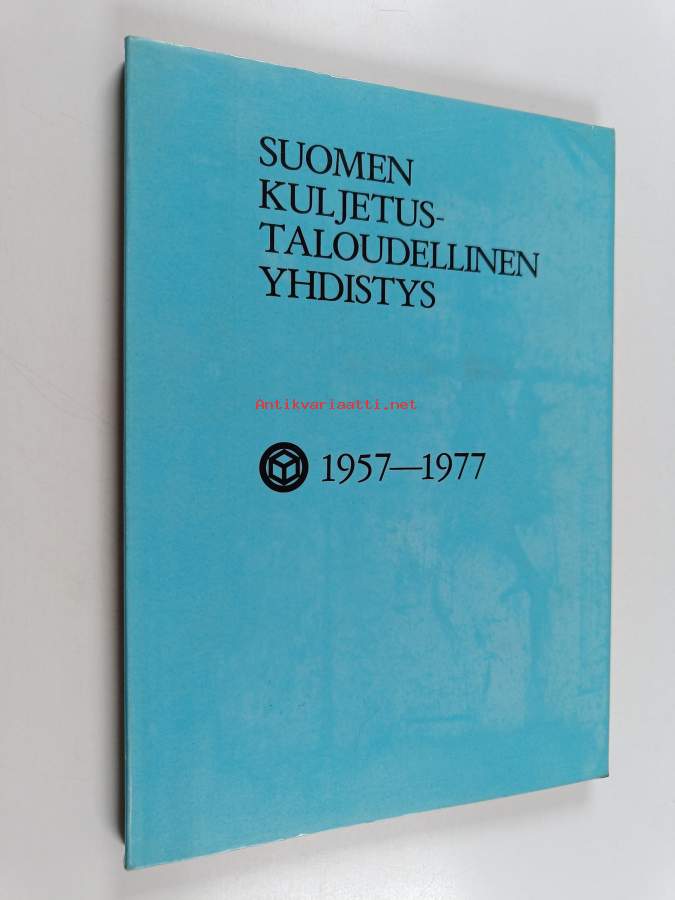 SUOMEN
KULJETUS-
TALOUDELLINEN
YHDISTYS
Antikvariaatti.net
1957—1977